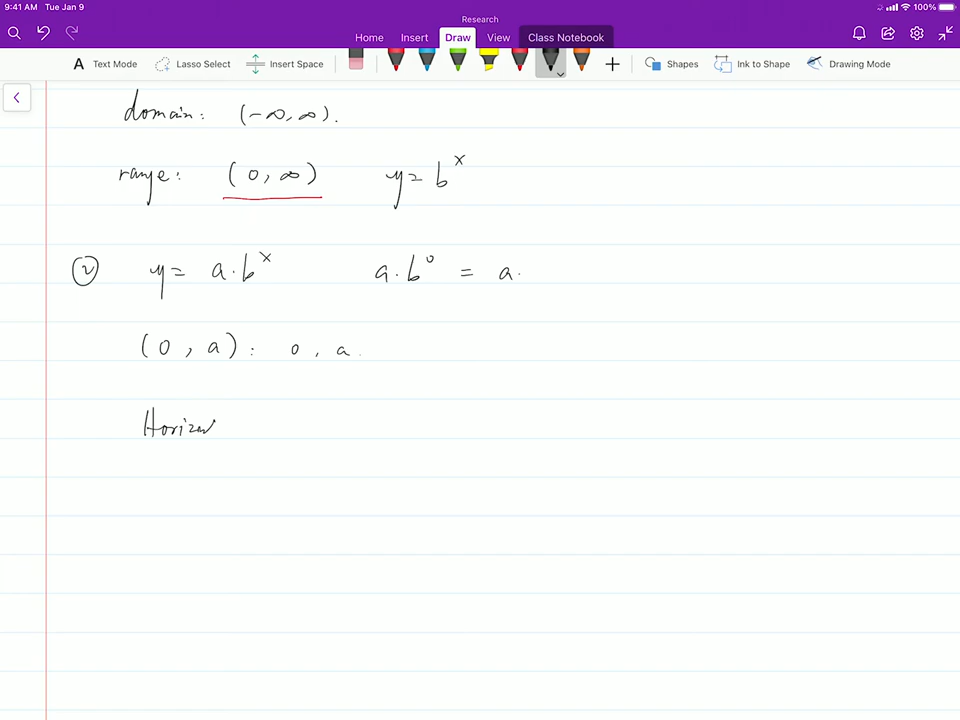 9:41 AM Tue Jan 9 100%
Research
Home Insert Draw View Class Notebook
A Text Mode Lasso Select Insert Space Shapes Ink to Shape Drawing Mode
domain: (-∞, ∞).
range: (0, ∞) y = b^x
② y = a·b^x a·b^0 = a.
(0, a): 0, a.
Horizon